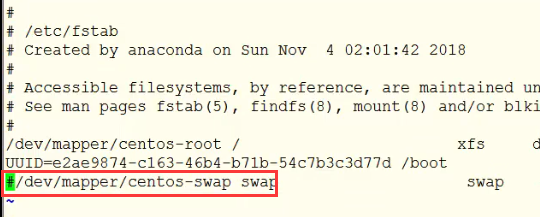 #
# /etc/fstab
# Created by anaconda on Sun Nov  4 02:01:42 2018
#
# Accessible filesystems, by reference, are maintained un
# See man pages fstab(5), findfs(8), mount(8) and/or blki
#
/dev/mapper/centos-root / xfs d
UUID=e2ae9874-c163-46b4-b71b-54c7b3c3d77d /boot
#/dev/mapper/centos-swap swap swap
~